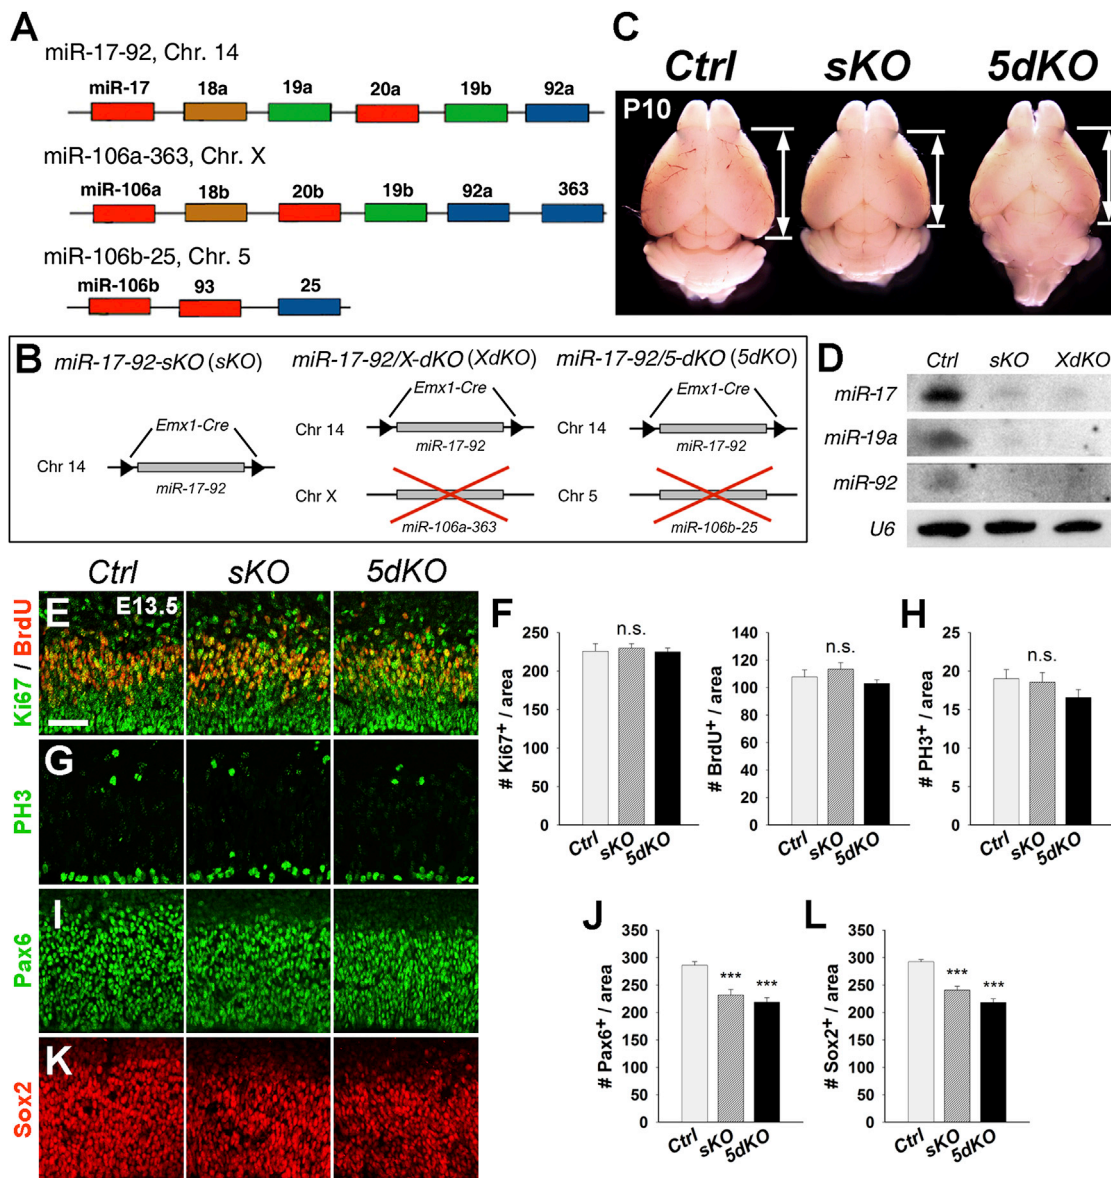 A
miR-17-92, Chr. 14
miR-17 18a 19a 20a 19b 92a
miR-106a-363, Chr. X
miR-106a 18b 20b 19b 92a 363
miR-106b-25, Chr. 5
miR-106b 93 25
C
Ctrl sKO 5dKO
P10
B
miR-17-92-sKO (sKO)
Emx1-Cre
Chr 14
miR-17-92
miR-17-92/X-dKO (XdKO)
Emx1-Cre
Chr 14
miR-17-92
Chr X
miR-106a-363
miR-17-92/5-dKO (5dKO)
Emx1-Cre
Chr 14
miR-17-92
Chr 5
miR-106b-25
D
Ctrl sKO XdKO
miR-17
miR-19a
miR-92
U6
Ctrl sKO 5dKO
E
E13.5
Ki67 / BrdU
G
PH3
I
Pax6
K
Sox2
F
# Ki67+ / area
250
200
150
100
50
0
n.s.
Ctrl sKO 5dKO
# BrdU+ / area
140
120
100
80
60
40
20
0
n.s.
Ctrl sKO 5dKO
H
# PH3+ / area
25
20
15
10
5
0
n.s.
Ctrl sKO 5dKO
J
# Pax6+ / area
350
300
250
200
150
100
50
0
*** ***
Ctrl sKO 5dKO
L
# Sox2+ / area
350
300
250
200
150
100
50
0
*** ***
Ctrl sKO 5dKO